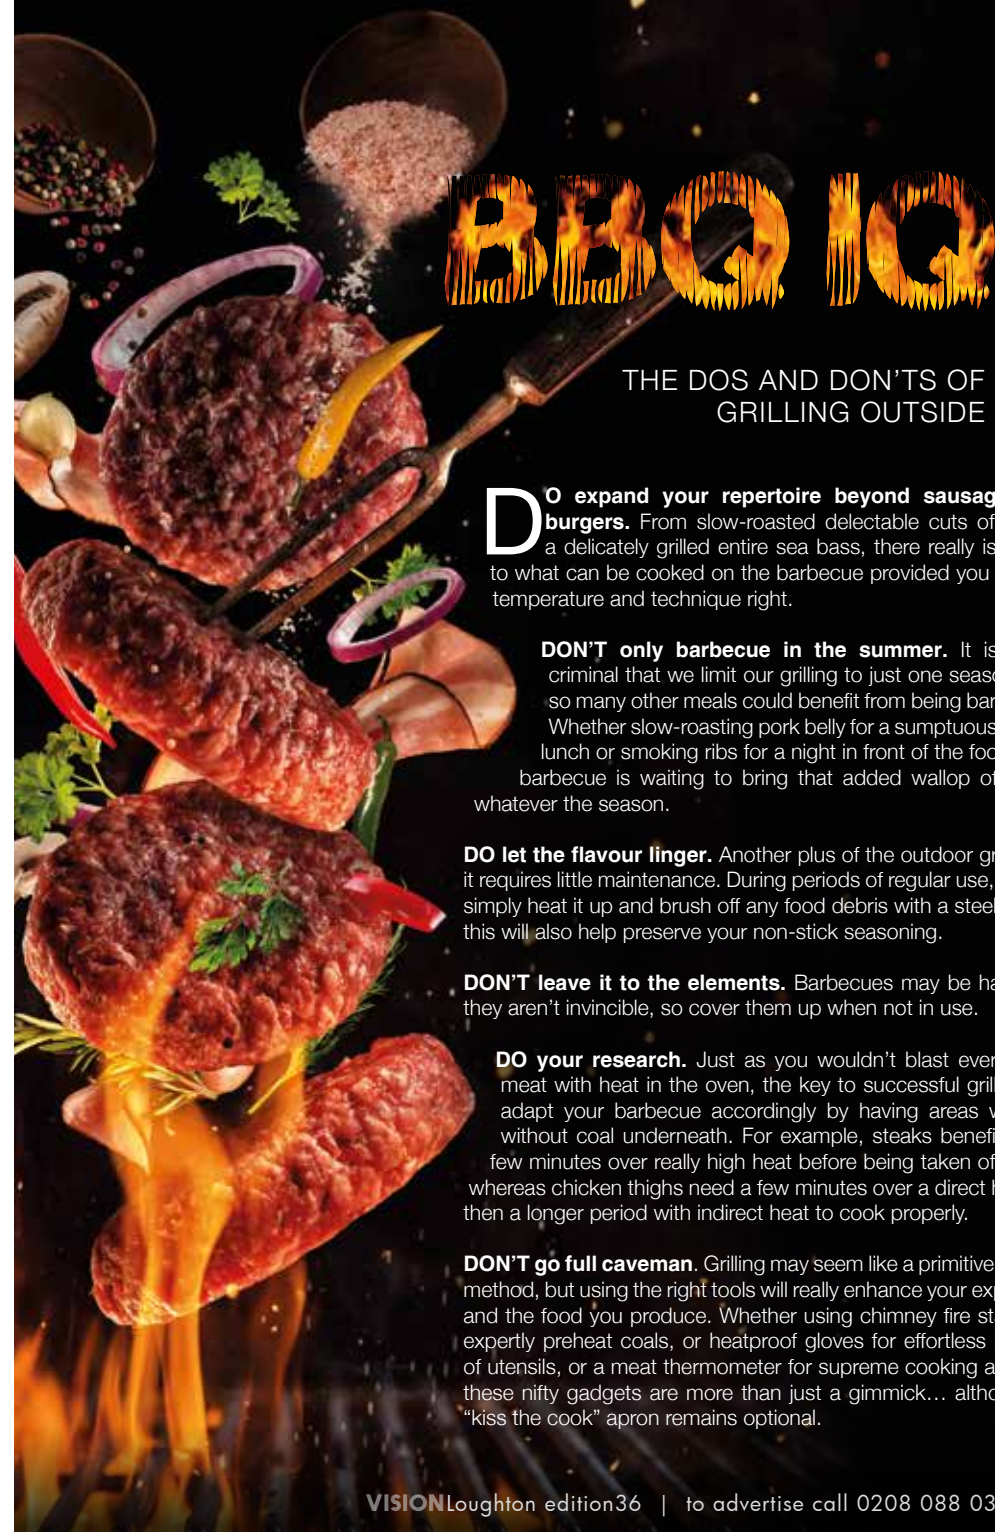 BBQ IQ
THE DOS AND DON'TS OF
GRILLING OUTSIDE
DO expand your repertoire beyond
burgers. From slow-roasted delectable cuts of
a delicately grilled entire sea bass, there really is
to what can be cooked on the barbecue provided you
temperature and technique right.
DON'T only barbecue in the summer. It is
criminal that we limit our grilling to just one
so many other meals could benefit from being
Whether slow-roasting pork belly for a sumptuous
lunch or smoking ribs for a night in front of the
barbecue is waiting to bring that added wallop of
whatever the season.
DO let the flavour linger. Another plus of the outdoor
it requires little maintenance. During periods of regular use,
simply heat it up and brush off any food debris with a steel
this will also help preserve your non-stick seasoning.
DON'T leave it to the elements. Barbecues may be
they aren't invincible, so cover them up when not in use.
DO your research. Just as you wouldn't blast
meat with heat in the oven, the key to successful
adapt your barbecue accordingly by having areas
without coal underneath. For example, steaks
few minutes over really high heat before being taken
whereas chicken thighs need a few minutes over a direct
then a longer period with indirect heat to cook properly.
DON'T go full caveman. Grilling may seem like a primitive
method, but using the right tools will really enhance your
and the food you produce. Whether using chimney fire
expertly preheat coals, or heatproof gloves for effortless
of utensils, or a meat thermometer for supreme cooking
these nifty gadgets are more than just a gimmick…
“kiss the cook” apron remains optional.
VISIONLoughton edition36 | to advertise call 0208 088 03